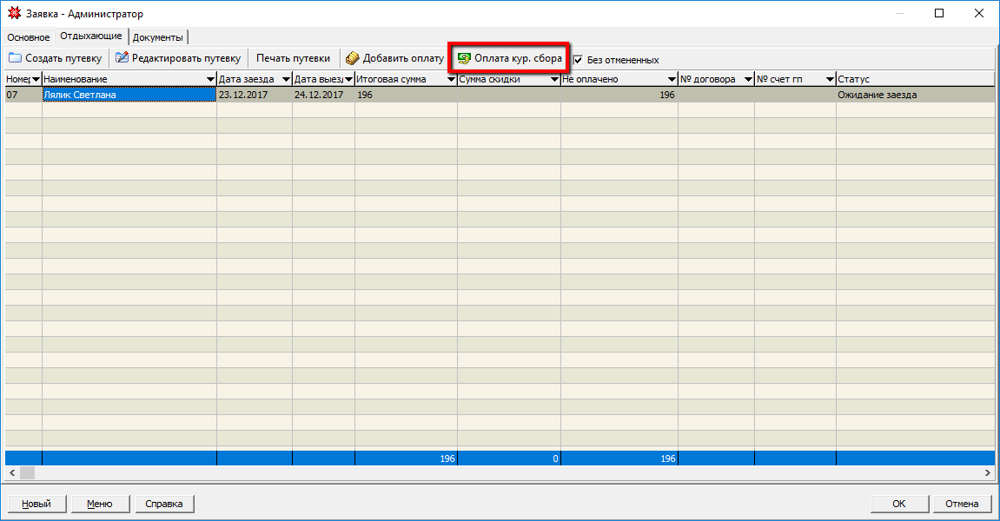 Заявка - Администратор
Основное Отдыхающие Документы
Создать путевку Редактировать путевку Печать путевки Добавить оплату Оплата кур. сбора Без отмененных
Номер Наименование Дата заезда Дата выезд Итоговая сумма Сумма скидки Не оплачено № договора № счет гп Статус
07 Лялик Светлана 23.12.2017 24.12.2017 196 196 Ожидание заезда
196 0 196
Новый Меню Справка OK Отмена